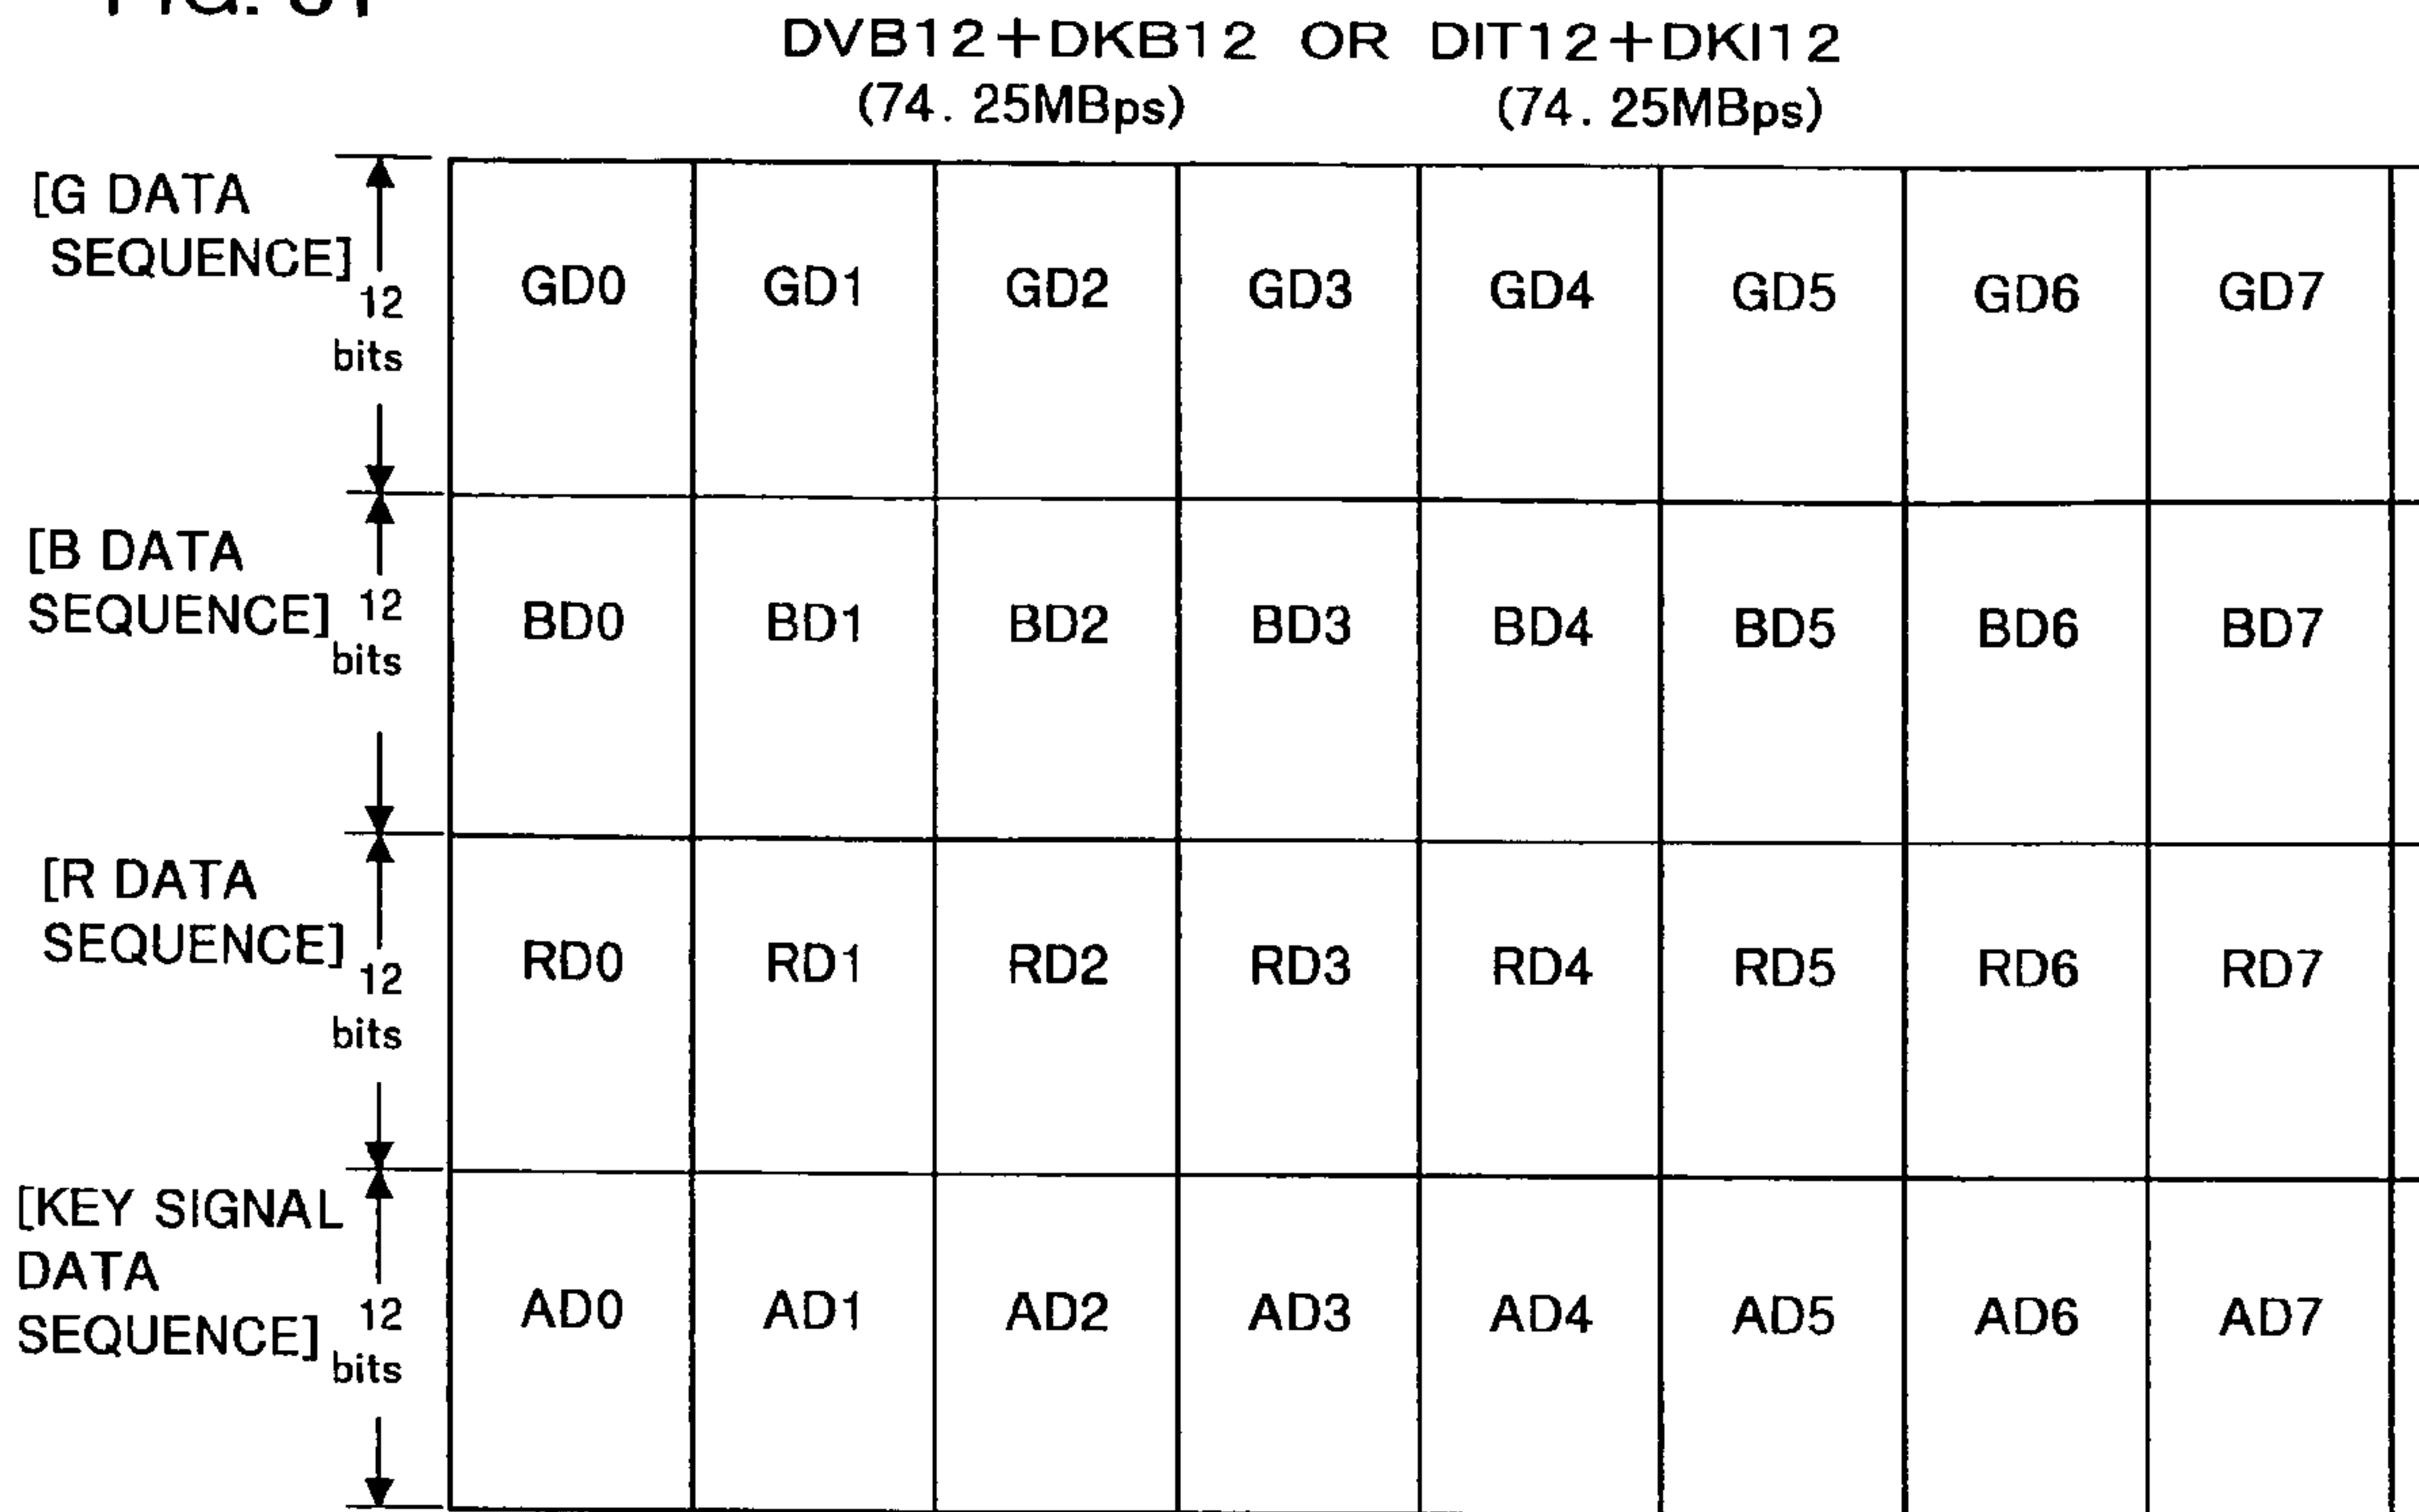 DVB12+DKB12 OR DIT12+DKI12
(74. 25MBps) (74. 25MBps)
[G DATA
SEQUENCE]
12
bits
GD0 GD1 GD2 GD3 GD4 GD5 GD6 GD7
[B DATA
SEQUENCE]
12
bits
BD0 BD1 BD2 BD3 BD4 BD5 BD6 BD7
[R DATA
SEQUENCE]
12
bits
RD0 RD1 RD2 RD3 RD4 RD5 RD6 RD7
[KEY SIGNAL
DATA
SEQUENCE]
12
bits
AD0 AD1 AD2 AD3 AD4 AD5 AD6 AD7